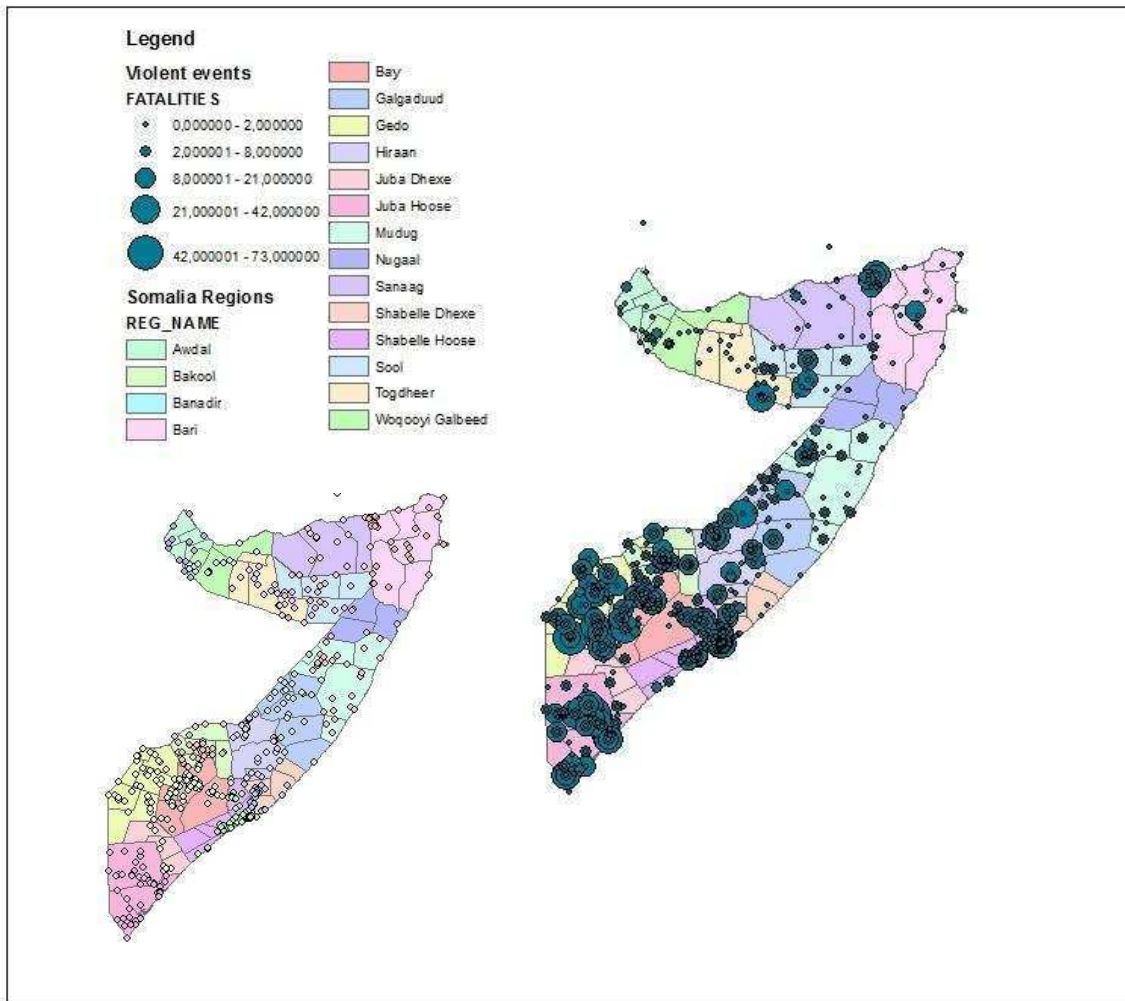 Legend
Violent events
FATALITIES
0,000000 - 2,000000
2,000001 - 8,000000
8,000001 - 21,000000
21,000001 - 42,000000
42,000001 - 73,000000
Somalia Regions
REG_NAME
Awdal
Bakool
Banadir
Bari
Bay
Galgaduud
Gedo
Hiraan
Juba Dhexe
Juba Hoose
Mudug
Nugaal
Sanaag
Shabelle Dhexe
Shabelle Hoose
Sool
Togdheer
Woqooyi Galbeed